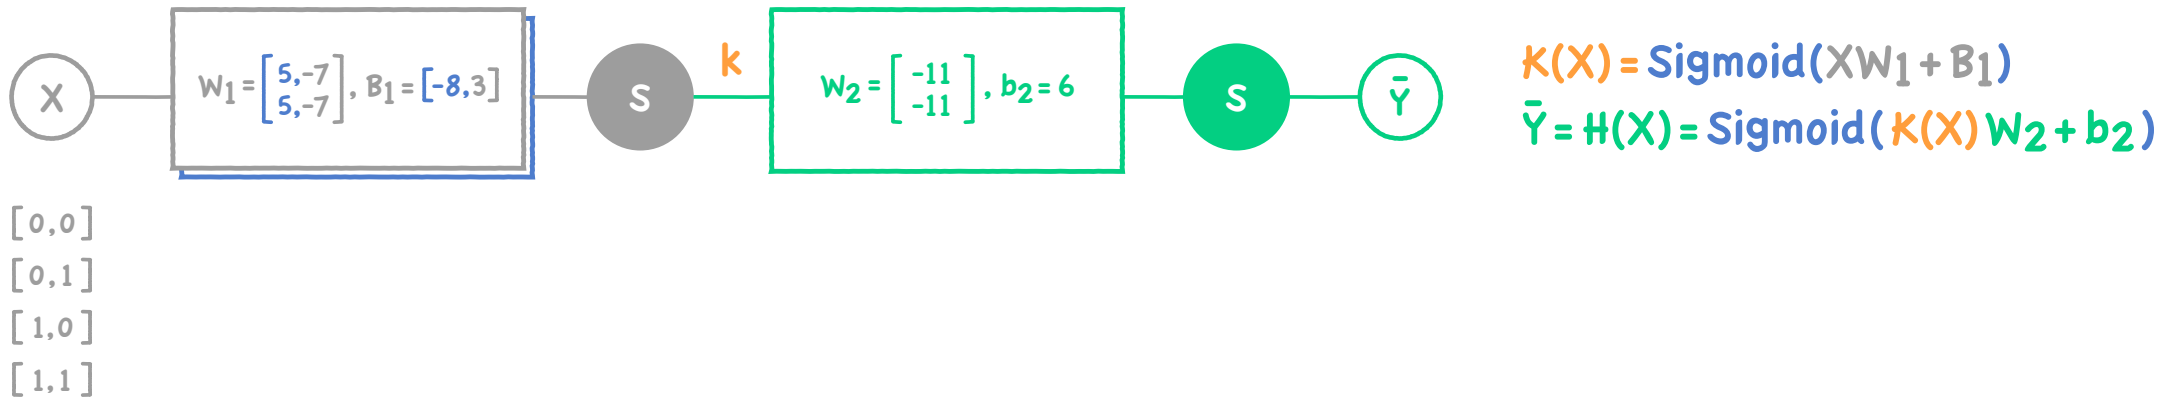 X
W1 = [5,-7
5,-7], B1 = [-8,3]
S
k
W2 = [-11
-11], b2 = 6
S
Ȳ
K(X) = Sigmoid(XW1 + B1)
Ȳ = H(X) = Sigmoid(K(X)W2 + b2)
[0,0]
[0,1]
[1,0]
[1,1]